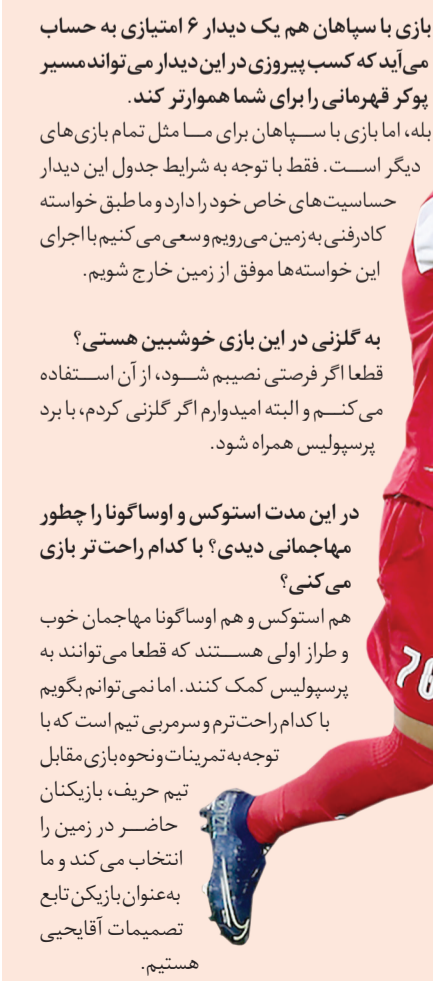 بازی با سپاهان هم یک دیدار ۶ امتیازی به حساب
می‌آید که کسب پیروزی در این دیدار می‌تواند مسیر
پوکر قهرمانی را برای شما هموارتر کند.
بله، اما بازی با سپاهان برای ما مثل تمام بازی‌های
دیگر است. فقط با توجه به شرایط جدول این دیدار
حساسیت‌های خاص خود را دارد و ما طبق خواسته
کادرفنی به زمین می‌رویم و سعی می‌کنیم با اجرای
این خواسته‌ها موفق از زمین خارج شویم.
به گلزنی در این بازی خوشبین هستی؟
قطعا اگر فرصتی نصیبم شود، از آن استفاده
می‌کنم و البته امیدوارم اگر گلزنی کردم، با برد
پرسپولیس همراه شود.
در این مدت استوکس و اوساگونا را چطور
مهاجمانی دیدی؟ با کدام راحت‌تر بازی
می‌کنی؟
هم استوکس و هم اوساگونا مهاجمان خوب
و طراز اولی هستند که قطعا می‌توانند به
پرسپولیس کمک کنند. اما نمی‌توانم بگویم
با کدام راحت‌ترم و سرمربی تیم است که با
توجه به تمرینات و نحوه بازی مقابل
تیم حریف، بازیکنان
حاضر در زمین را
انتخاب می‌کند و ما
به‌عنوان بازیکن تابع
تصمیمات آقایحیی
هستیم.
70